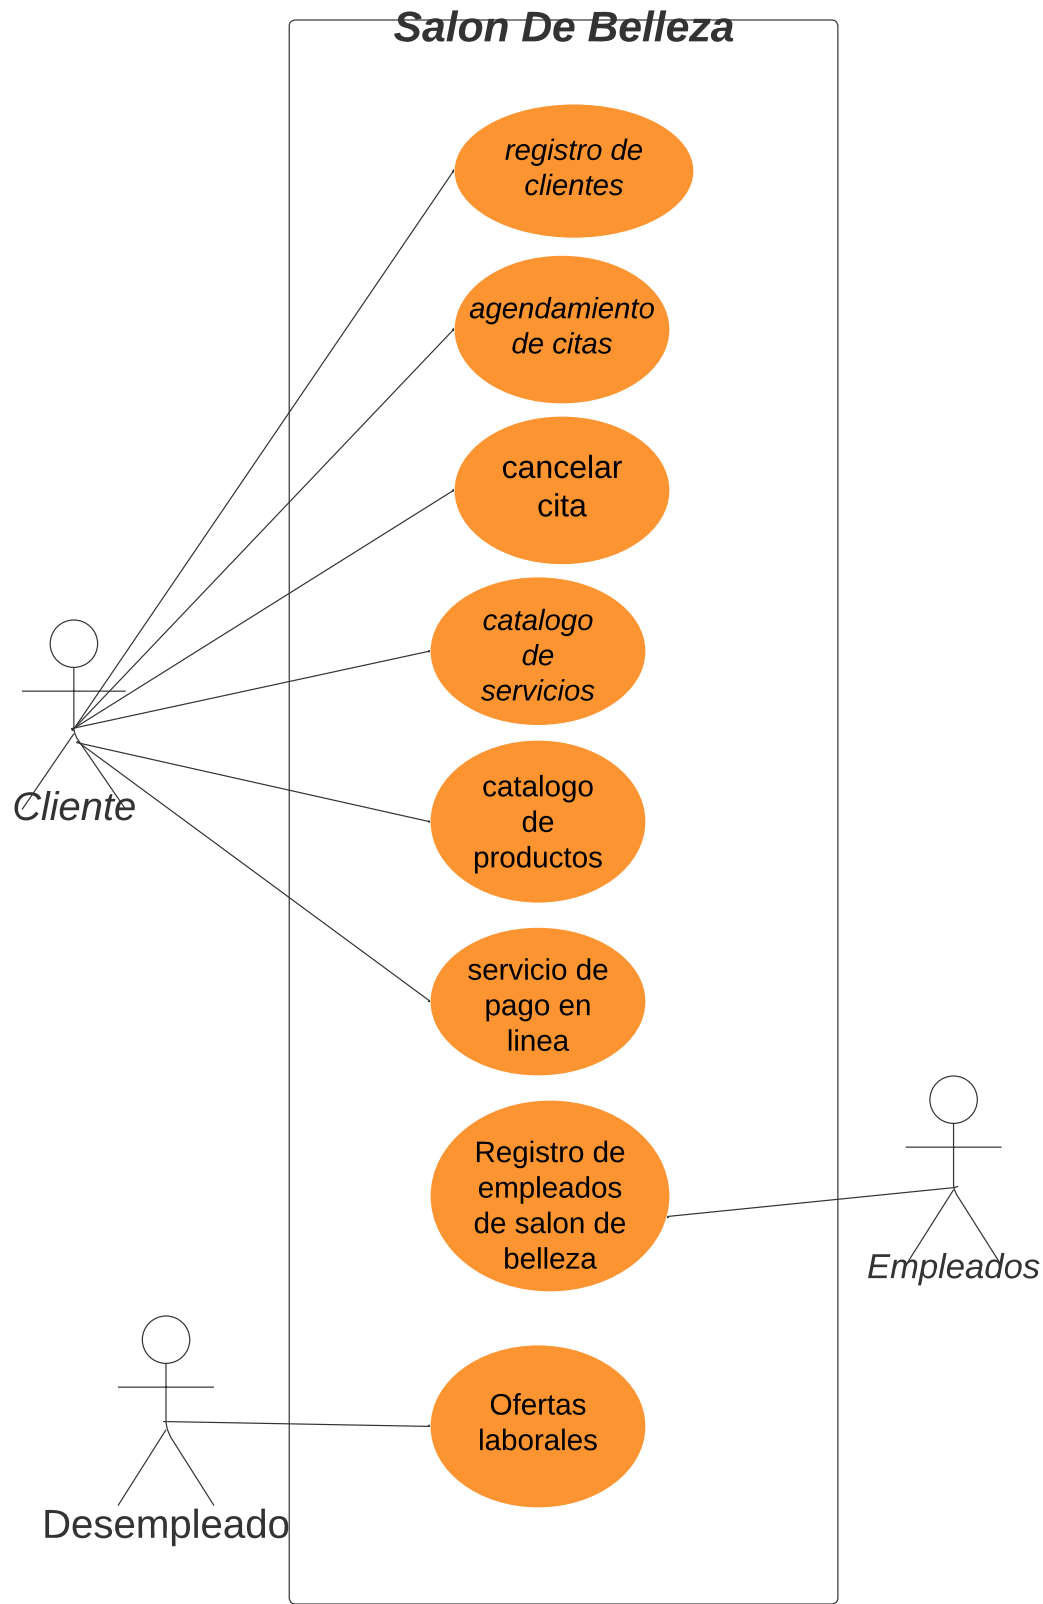 Salon De Belleza
registro de
clientes
agendamiento
de citas
cancelar
cita
catalogo
de
servicios
Cliente
catalogo
de
productos
servicio de
pago en
linea
Registro de
empleados
de salon de
belleza
Empleados
Ofertas
laborales
Desempleado